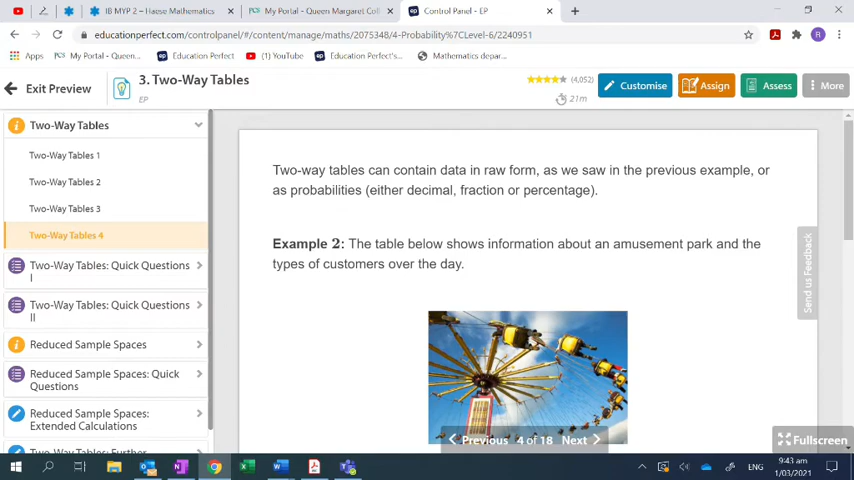 IB MYP 2 – Haese Mathematics
My Portal - Queen Margaret Coll
Control Panel - EP
educationperfect.com/controlpanel/#/content/manage/maths/2075348/4-Probability%7CLevel-6/2240951
R
Apps
My Portal - Queen...
Education Perfect
(1) YouTube
Education Perfect's...
Mathematics depar...
Exit Preview
3. Two-Way Tables
EP
(4,052)
21m
Customise
Assign
Assess
More
Two-Way Tables
Two-Way Tables 1
Two-Way Tables 2
Two-Way Tables 3
Two-Way Tables 4
Two-Way Tables: Quick Questions
I
Two-Way Tables: Quick Questions
II
Reduced Sample Spaces
Reduced Sample Spaces: Quick
Questions
Reduced Sample Spaces:
Extended Calculations
Two-Way Tables: Further
Two-way tables can contain data in raw form, as we saw in the previous example, or
as probabilities (either decimal, fraction or percentage).
Example 2: The table below shows information about an amusement park and the
types of customers over the day.
Send us Feedback
Previous 4 of 18 Next
Fullscreen
ENG
9:43 am
1/03/2021